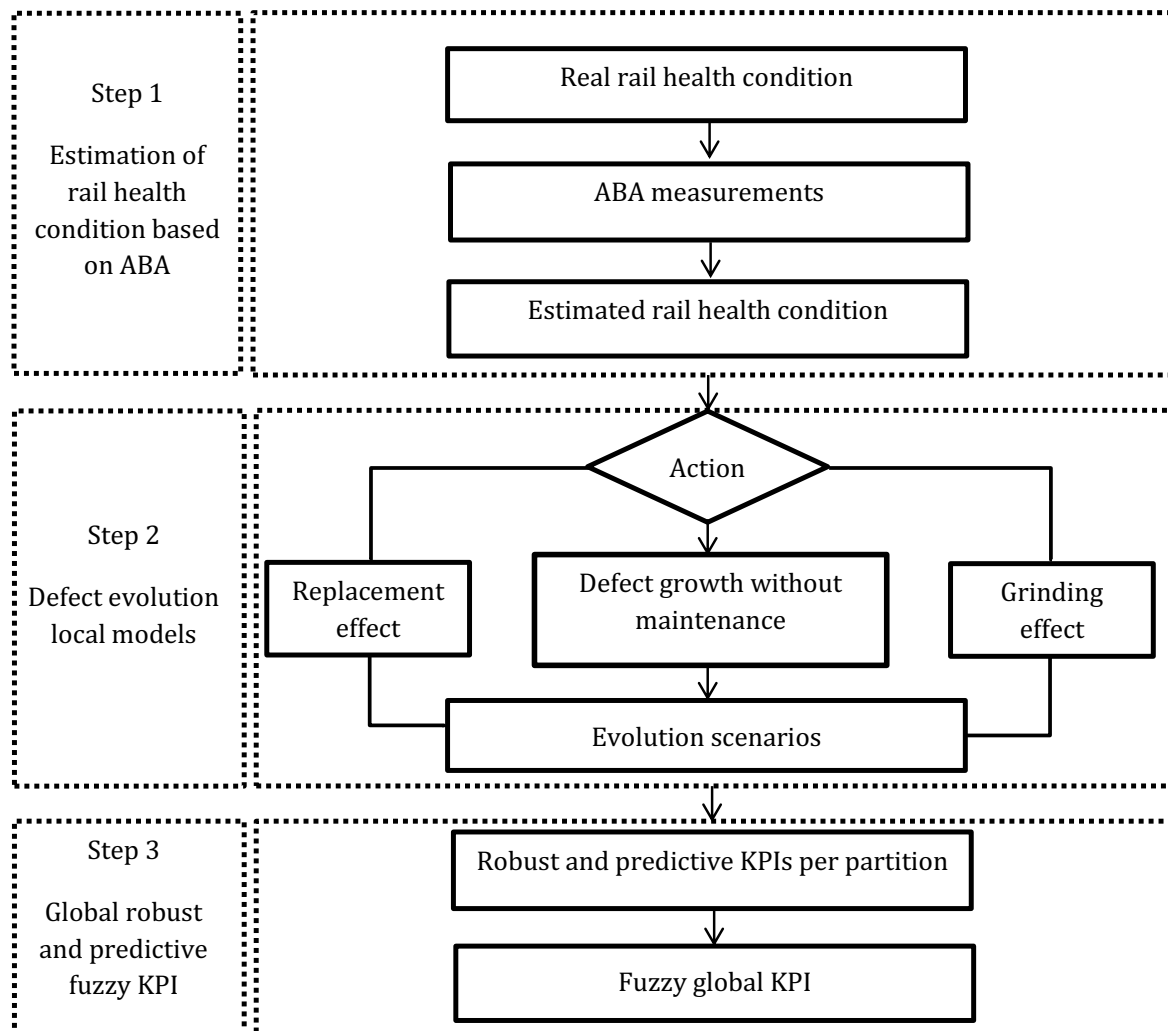 Step 1
Estimation of
rail health
condition based
on ABA
Real rail health condition
ABA measurements
Estimated rail health condition
Step 2
Defect evolution
local models
Action
Replacement
effect
Defect growth without
maintenance
Grinding
effect
Evolution scenarios
Step 3
Global robust
and predictive
fuzzy KPI
Robust and predictive KPIs per partition
Fuzzy global KPI